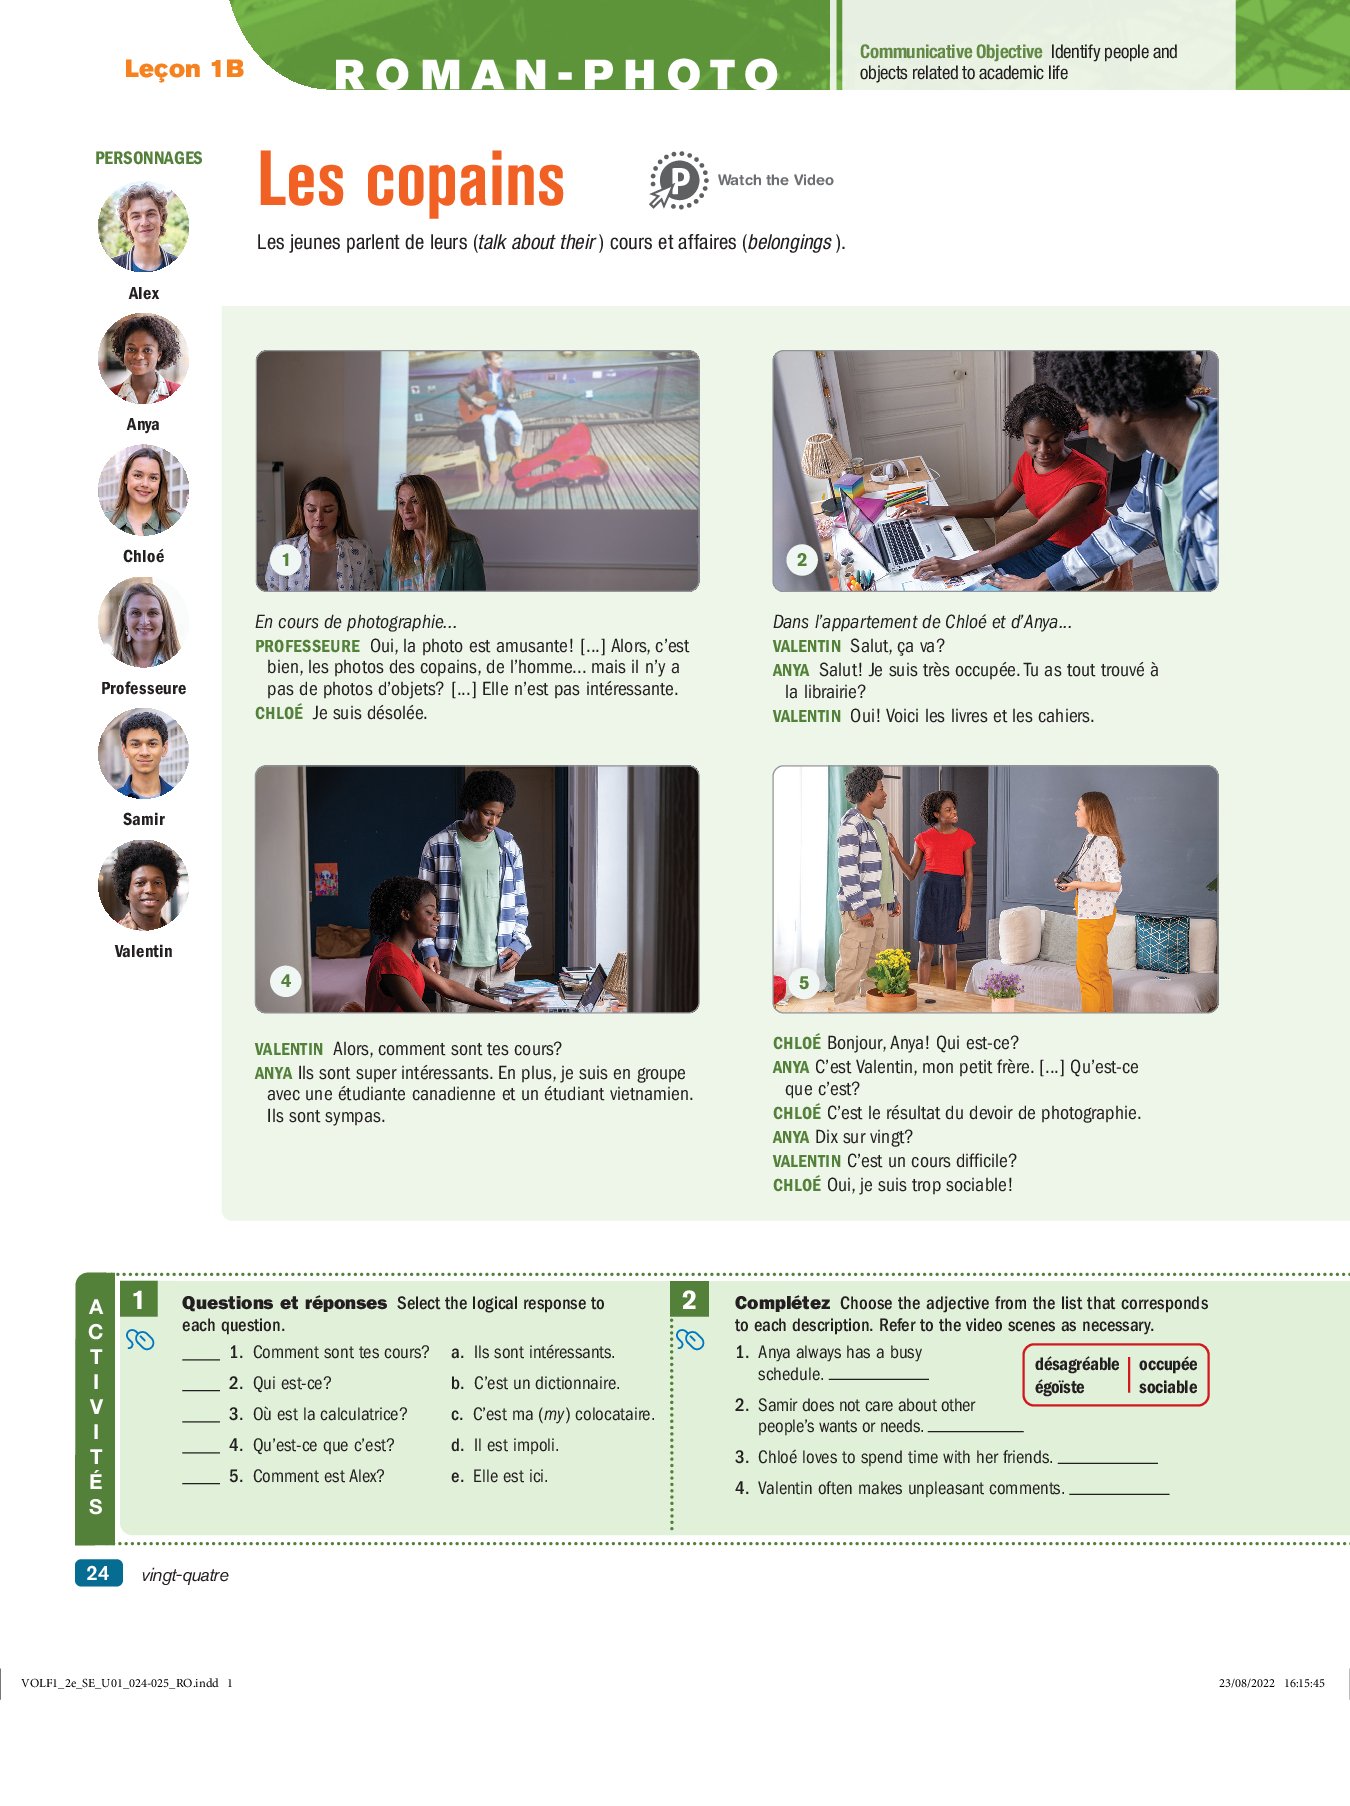 Leçon 1B
ROMAN-PHOTO
Communicative Objective Identify people and
objects related to academic life
PERSONNAGES
Alex
Anya
Chloé
Professeure
Samir
Valentin
Les copains
P
Watch the Video
Les jeunes parlent de leurs (talk about their ) cours et affaires (belongings ).
1
En cours de photographie...
PROFESSEURE Oui, la photo est amusante! [...] Alors, c'est
bien, les photos des copains, de l'homme... mais il n'y a
pas de photos d'objets? [...] Elle n'est pas intéressante.
CHLOÉ Je suis désolée.
2
Dans l'appartement de Chloé et d'Anya...
VALENTIN Salut, ça va?
ANYA Salut! Je suis très occupée. Tu as tout trouvé à
la librairie?
VALENTIN Oui! Voici les livres et les cahiers.
4
VALENTIN Alors, comment sont tes cours?
ANYA Ils sont super intéressants. En plus, je suis en groupe
avec une étudiante canadienne et un étudiant vietnamien.
Ils sont sympas.
5
CHLOÉ Bonjour, Anya! Qui est-ce?
ANYA C'est Valentin, mon petit frère. [...] Qu'est-ce
que c'est?
CHLOÉ C'est le résultat du devoir de photographie.
ANYA Dix sur vingt?
VALENTIN C'est un cours difficile?
CHLOÉ Oui, je suis trop sociable!
ACTIVITÉS
1
Questions et réponses Select the logical response to
each question.
____ 1. Comment sont tes cours? a. Ils sont intéressants.
____ 2. Qui est-ce? b. C'est un dictionnaire.
____ 3. Où est la calculatrice? c. C'est ma (my) colocataire.
____ 4. Qu'est-ce que c'est? d. Il est impoli.
____ 5. Comment est Alex? e. Elle est ici.
2
Complétez Choose the adjective from the list that corresponds
to each description. Refer to the video scenes as necessary.
1. Anya always has a busy
schedule. ____
2. Samir does not care about other
people's wants or needs. ____
3. Chloé loves to spend time with her friends. ____
4. Valentin often makes unpleasant comments. ____
désagréable occupée
égoïste sociable
24 vingt-quatre
VOLF1_2e_SE_U01_024-025_RO.indd 1
23/08/2022 16:15:45